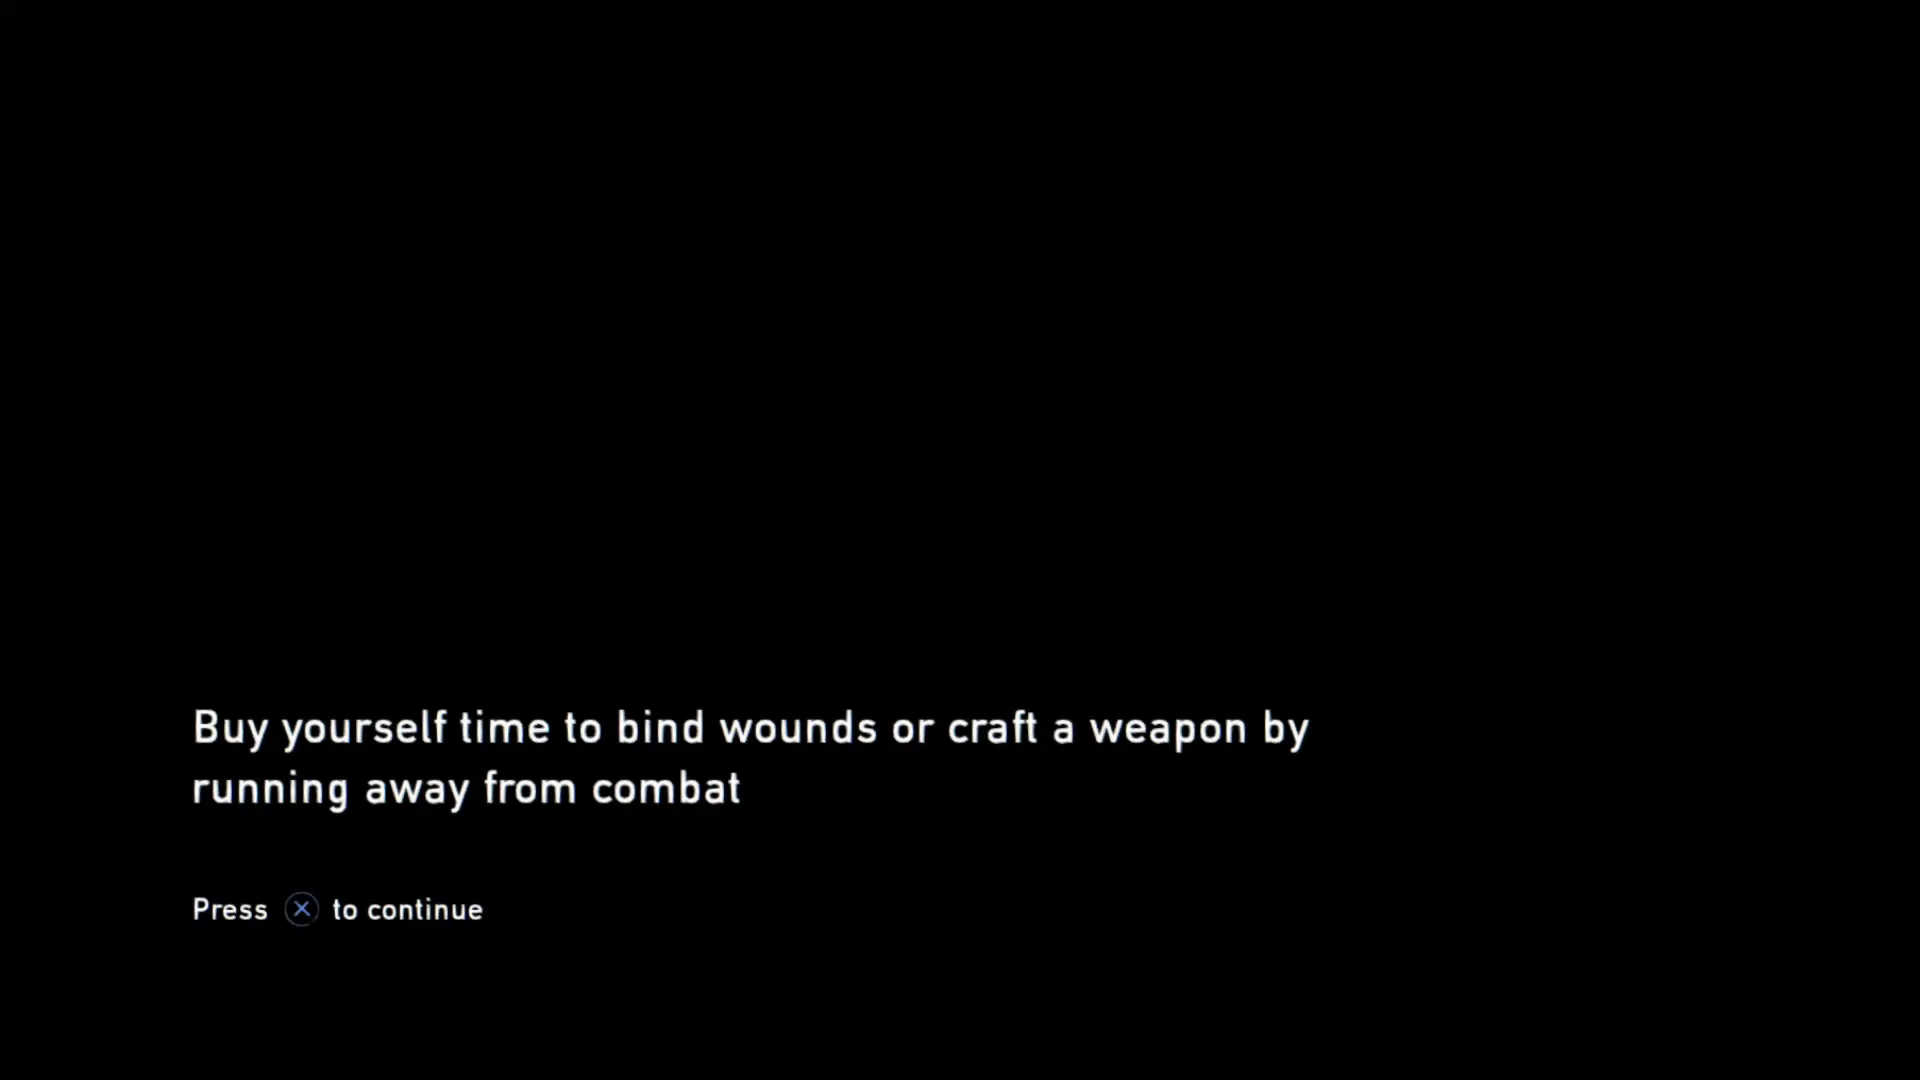 Buy yourself time to bind wounds or craft a weapon by
running away from combat
Press ⓧ to continue